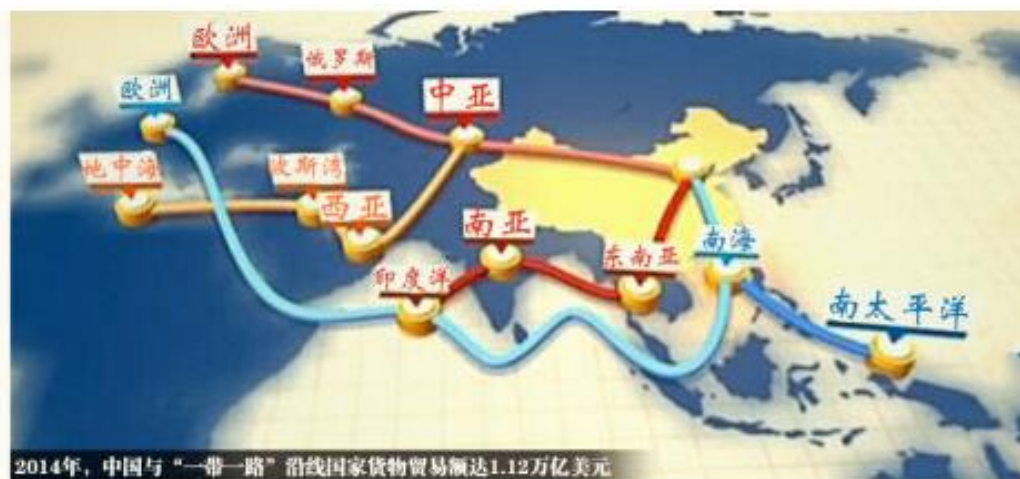 欧洲
俄罗斯
欧洲
中亚
地中海
波斯湾
西亚
南亚
东南亚
南海
印度洋
南太平洋
2014年，中国与“一带一路”沿线国家货物贸易额达1.12万亿美元